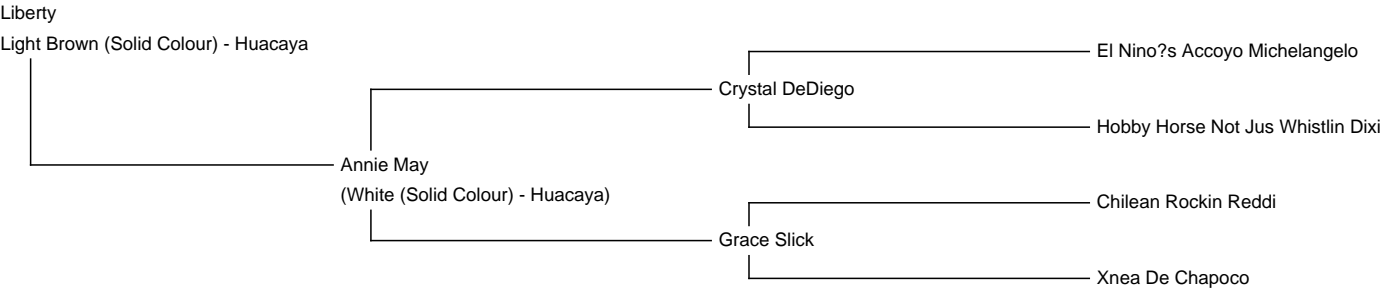 Liberty
Light Brown (Solid Colour) - Huacaya
El Nino?s Accoyo Michelangelo
Crystal DeDiego
Hobby Horse Not Jus Whistlin Dixi
Annie May
(White (Solid Colour) - Huacaya)
Chilean Rockin Reddi
Grace Slick
Xnea De Chapoco